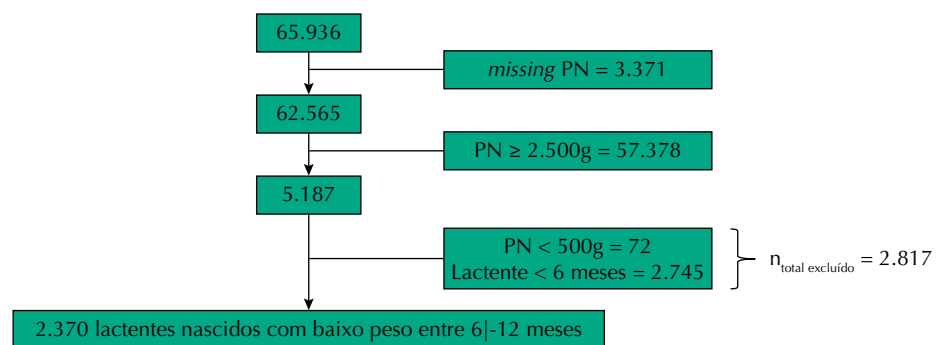 65.936
missing PN = 3.371
62.565
PN ≥ 2.500g = 57.378
5.187
PN < 500g = 72
Lactente < 6 meses = 2.745
n total excluído = 2.817
2.370 lactentes nascidos com baixo peso entre 6|-12 meses